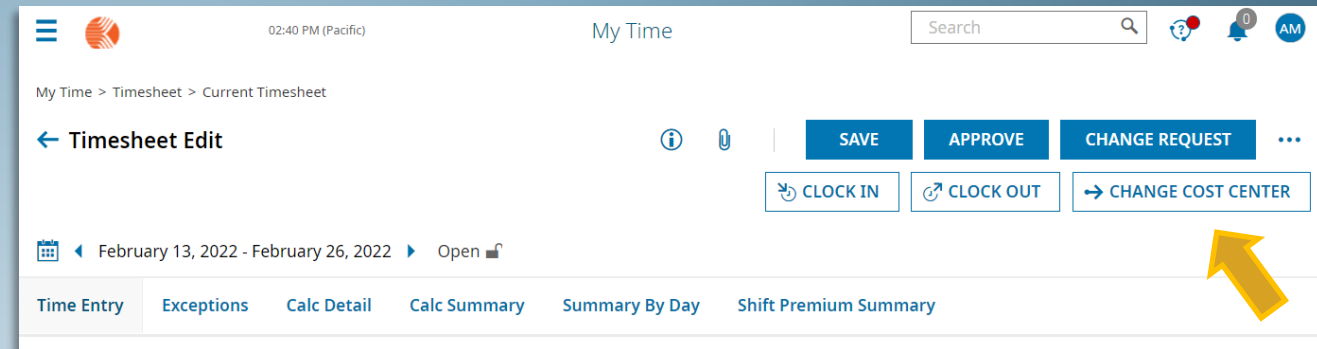 02:40 PM (Pacific) My Time Search 0 AM
My Time > Timesheet > Current Timesheet
Timesheet Edit SAVE APPROVE CHANGE REQUEST
CLOCK IN CLOCK OUT CHANGE COST CENTER
February 13, 2022 - February 26, 2022 Open
Time Entry Exceptions Calc Detail Calc Summary Summary By Day Shift Premium Summary